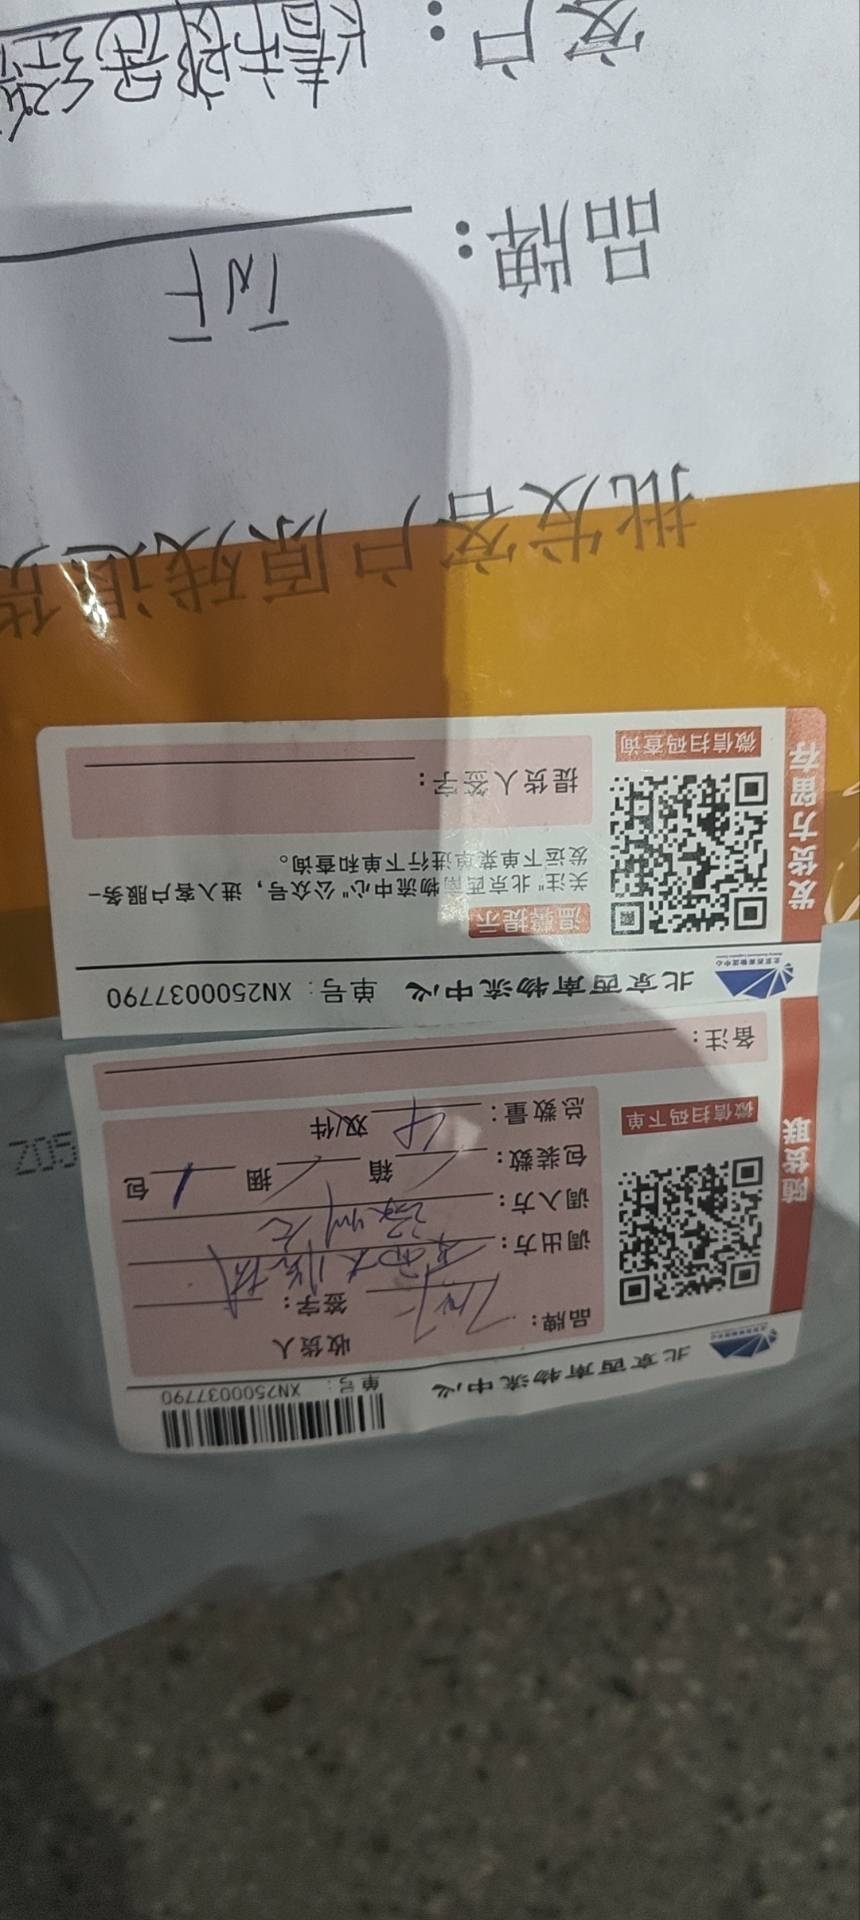 北京西南物流中心 单号: XN2500037790
随货联
品牌: 收货人
签字:
调出方:
调入方:
包装数: / 箱 / 捆 1 包
总数量: 双/件
微信扫码下单
备注:
北京西南物流中心 单号: XN2500037790
发货方留存
温馨提示
关注"北京西南物流中心"公众号，进入客户服务-
发运下单菜单进行下单和查询。
提货人签字:
微信扫码查询
批发客户原残退货
品牌: TNF
客户: